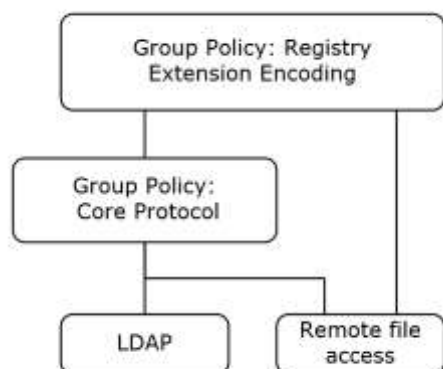 Group Policy: Registry
Extension Encoding
Group Policy:
Core Protocol
LDAP
Remote file
access